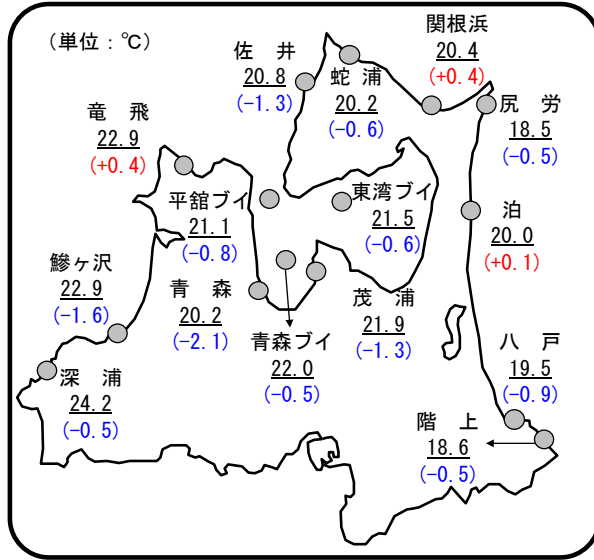 (単位：℃)
関根浜
20.4
(+0.4)
佐　井
20.8
(-1.3)
蛇　浦
20.2
(-0.6)
尻　労
18.5
(-0.5)
竜　飛
22.9
(+0.4)
平舘ブイ
21.1
(-0.8)
東湾ブイ
21.5
(-0.6)
泊
20.0
(+0.1)
鰺ヶ沢
22.9
(-1.6)
青　森
20.2
(-2.1)
青森ブイ
22.0
(-0.5)
茂　浦
21.9
(-1.3)
八　戸
19.5
(-0.9)
深　浦
24.2
(-0.5)
階　上
18.6
(-0.5)